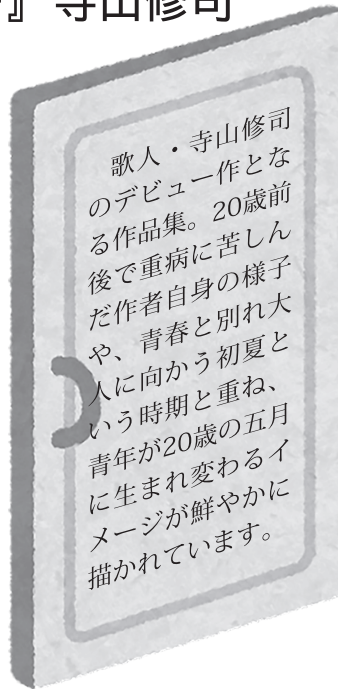 』寺山修司
歌人・寺山修司
のデビュー作とな
る作品集。20歳前
後で重病に苦しん
だ作者自身の様子
や、青春と別れ大
人に向かう初夏と
いう時期と重ね、
青年が20歳の五月
に生まれ変わるイ
メージが鮮やかに
描かれています。